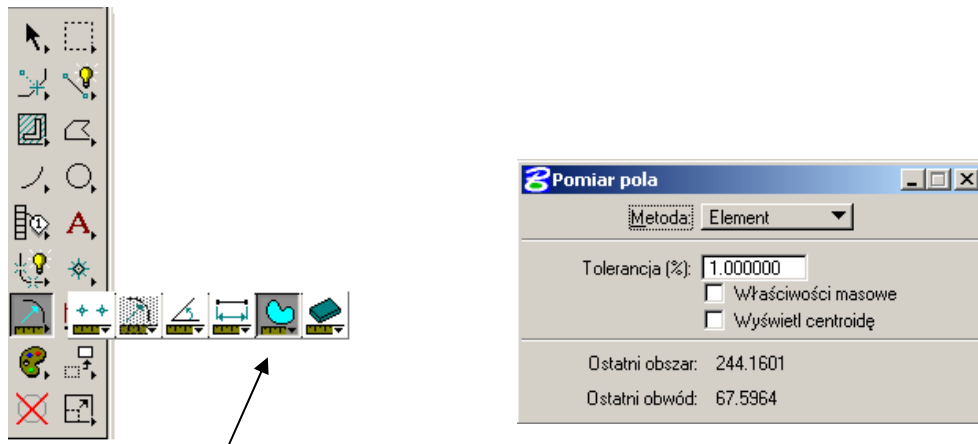 A
1
Pomiar pola
Metoda: Element
Tolerancja (%): 1.000000
Właściwości masowe
Wyświetl centroidę
Ostatni obszar: 244.1601
Ostatni obwód: 67.5964